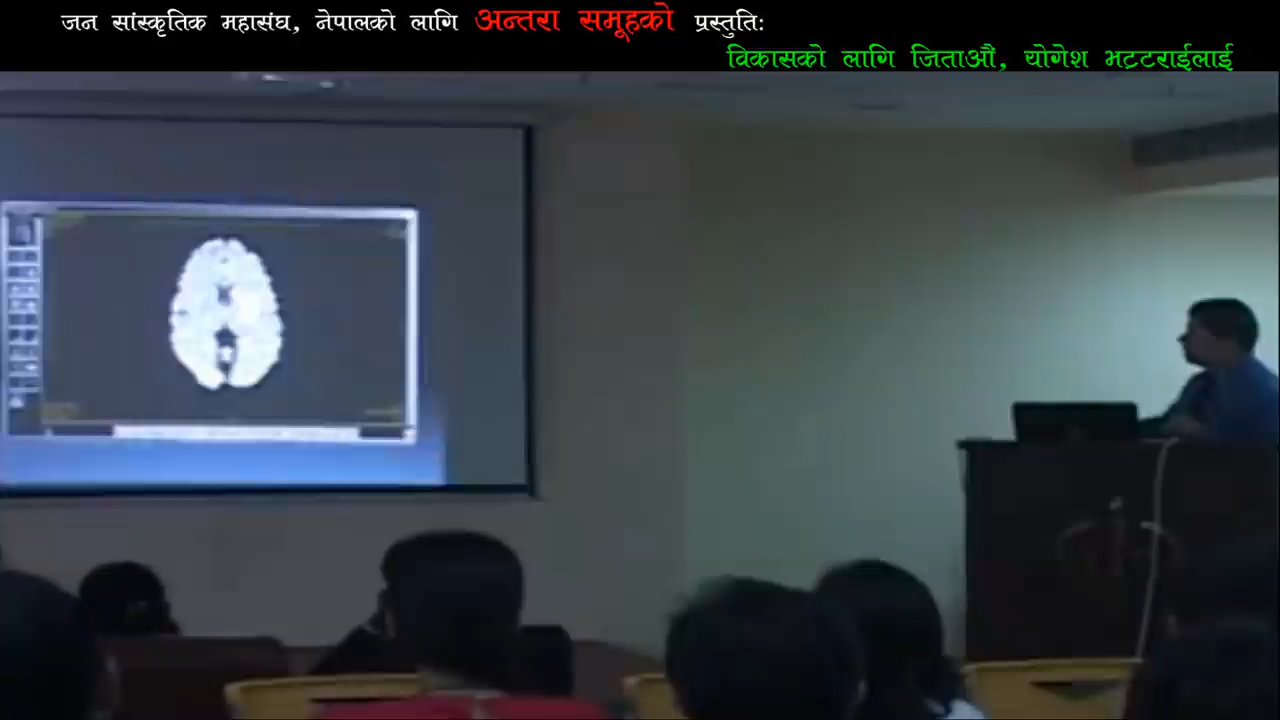 जन सांस्कृतिक महासंघ, नेपालको लागि अन्तरा समूहको प्रस्तुतिः
विकासको लागि जिताऔं, योगेश भट्टराईलाई